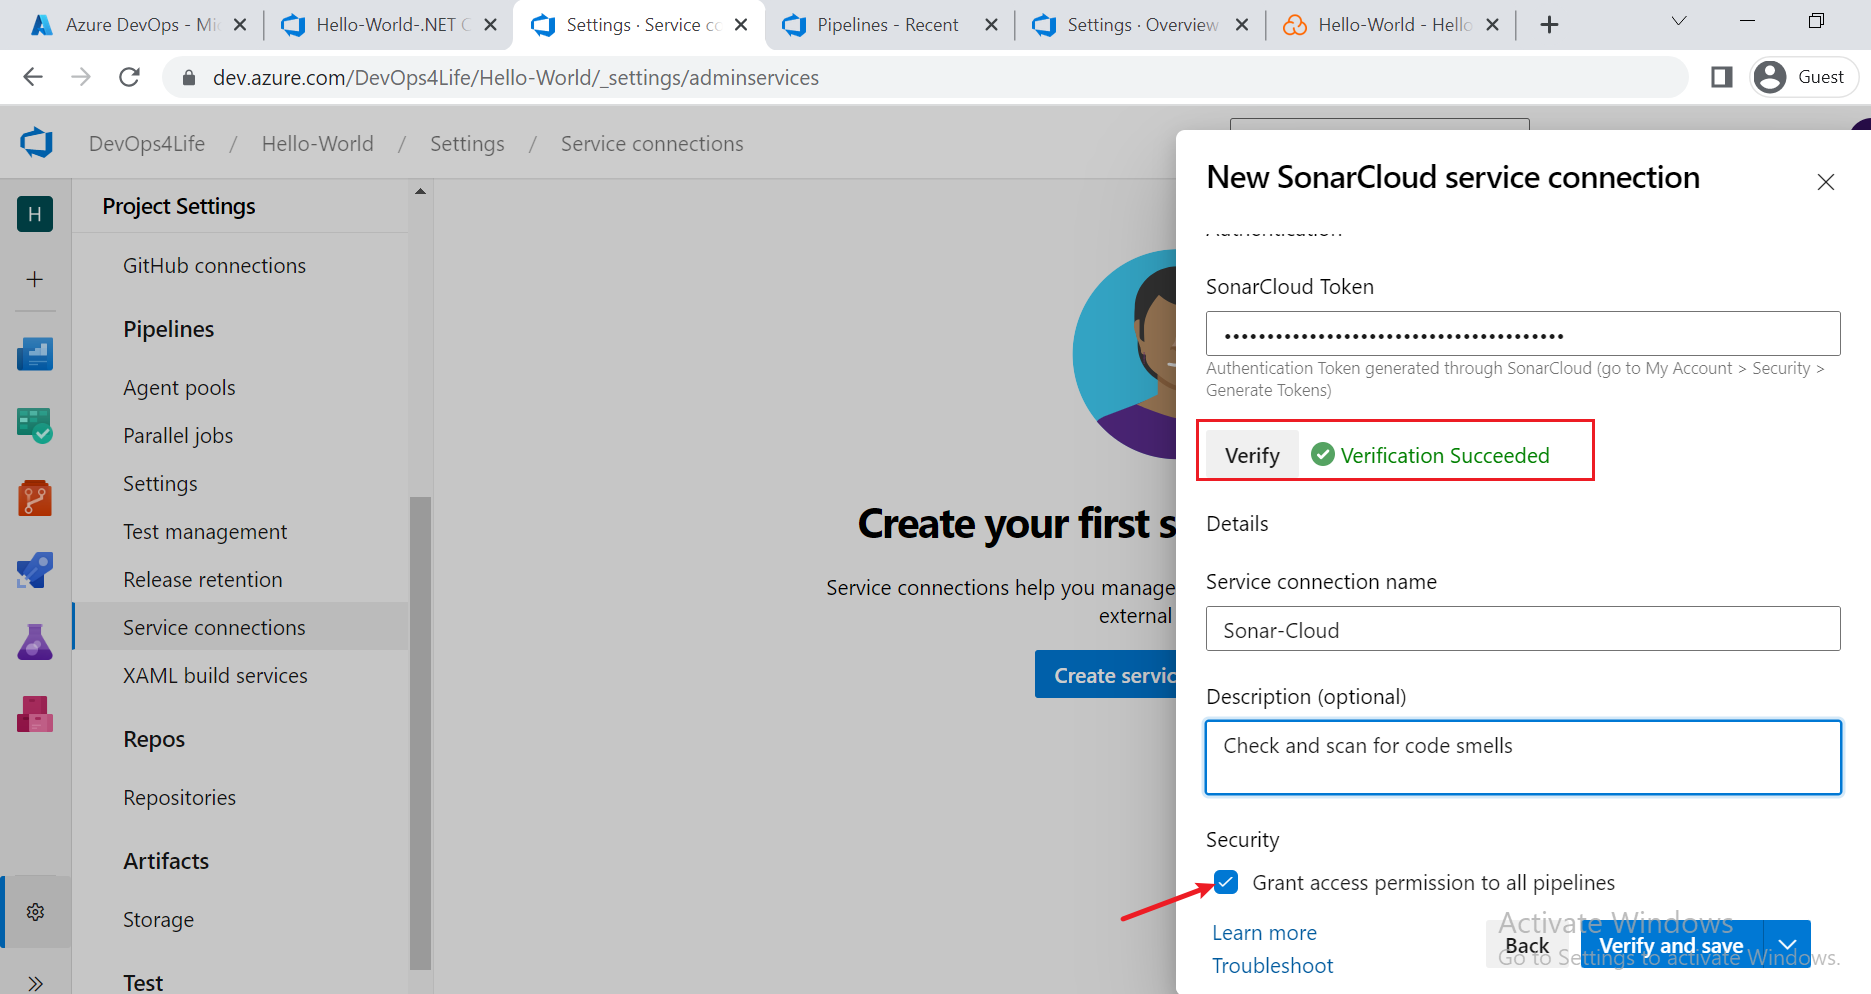 Azure DevOps - Mic
Hello-World-.NET C
Settings · Service co
Pipelines - Recent
Settings · Overview
Hello-World - Hello
dev.azure.com/DevOps4Life/Hello-World/_settings/adminservices
Guest
DevOps4Life / Hello-World / Settings / Service connections
H
Project Settings
GitHub connections
Pipelines
Agent pools
Parallel jobs
Settings
Test management
Release retention
Service connections
XAML build services
Repos
Repositories
Artifacts
Storage
Test
Create your first s
Service connections help you manage
external
Create servic
New SonarCloud service connection
Authentication
SonarCloud Token
Authentication Token generated through SonarCloud (go to My Account > Security >
Generate Tokens)
Verify
Verification Succeeded
Details
Service connection name
Sonar-Cloud
Description (optional)
Check and scan for code smells
Security
Grant access permission to all pipelines
Learn more
Troubleshoot
Back
Verify and save
Activate Windows
Go to Settings to activate Windows.